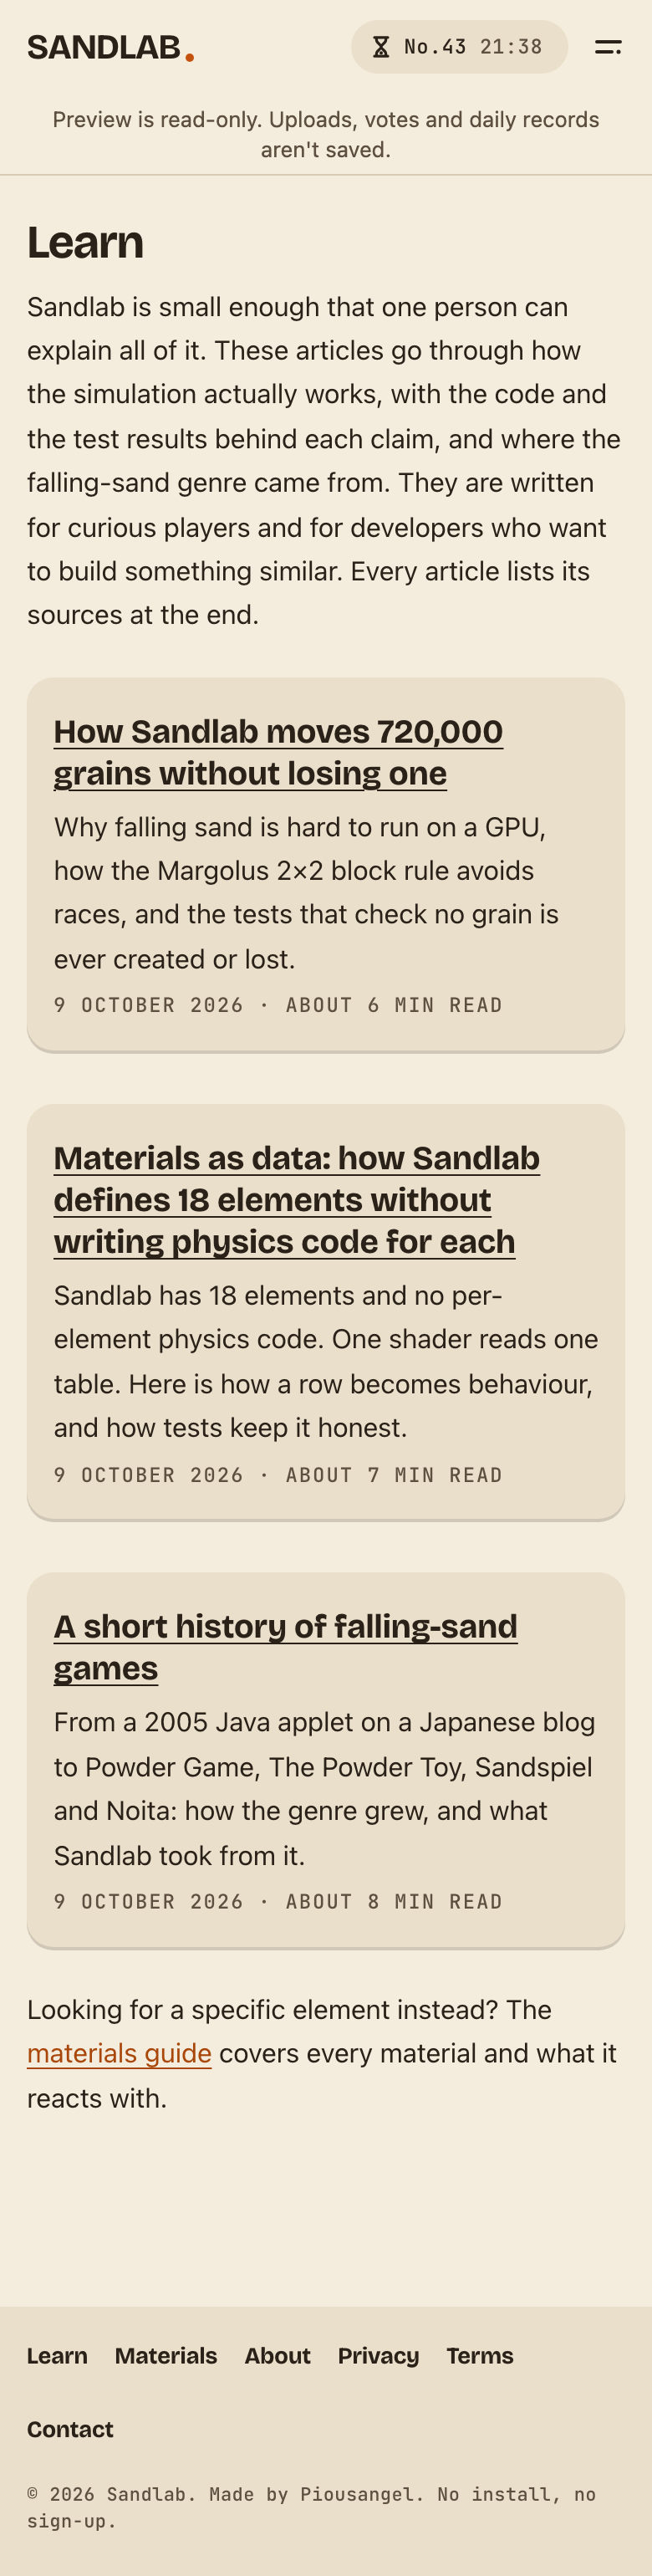 SANDLAB.
No.43 21:38
Preview is read-only. Uploads, votes and daily records
aren't saved.
Learn
Sandlab is small enough that one person can
explain all of it. These articles go through how
the simulation actually works, with the code and
the test results behind each claim, and where the
falling-sand genre came from. They are written
for curious players and for developers who want
to build something similar. Every article lists its
sources at the end.
How Sandlab moves 720,000
grains without losing one
Why falling sand is hard to run on a GPU,
how the Margolus 2×2 block rule avoids
races, and the tests that check no grain is
ever created or lost.
9 OCTOBER 2026 · ABOUT 6 MIN READ
Materials as data: how Sandlab
defines 18 elements without
writing physics code for each
Sandlab has 18 elements and no per-
element physics code. One shader reads one
table. Here is how a row becomes behaviour,
and how tests keep it honest.
9 OCTOBER 2026 · ABOUT 7 MIN READ
A short history of falling-sand
games
From a 2005 Java applet on a Japanese blog
to Powder Game, The Powder Toy, Sandspiel
and Noita: how the genre grew, and what
Sandlab took from it.
9 OCTOBER 2026 · ABOUT 8 MIN READ
Looking for a specific element instead? The
materials guide covers every material and what it
reacts with.
Learn Materials About Privacy Terms
Contact
© 2026 Sandlab. Made by Piousangel. No install, no
sign-up.